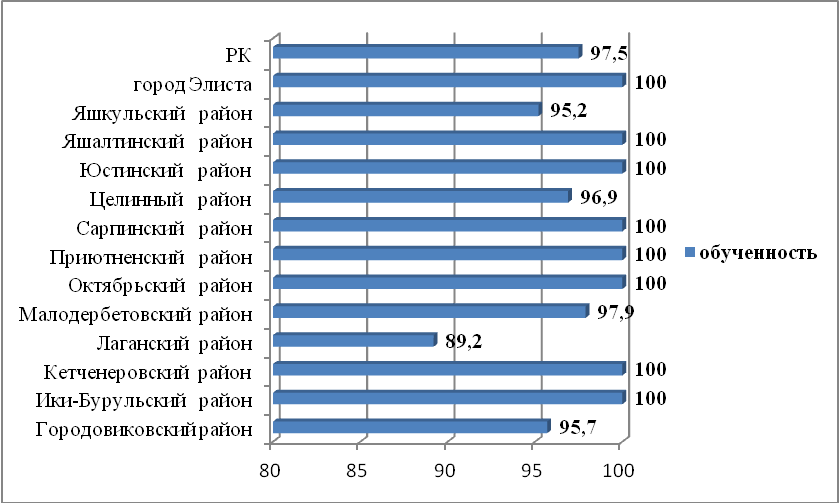 РК 97,5
город Элиста 100
Яшкульский район 95,2
Яшалтинский район 100
Юстинский район 100
Целинный район 96,9
Сарпинский район 100
Приютненский район 100
Октябрьский район 100
Малодербетовский район 97,9
Лаганский район 89,2
Кетченеровский район 100
Ики-Бурульский район 100
Городовиковский район 95,7
80 85 90 95 100
обученность